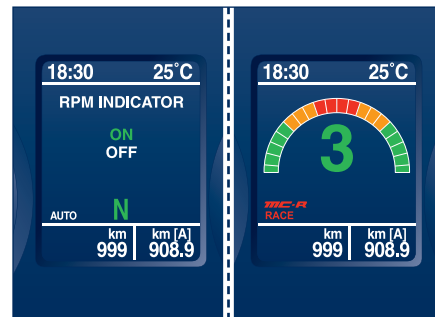 18:30 25°C
RPM INDICATOR
ON
OFF
AUTO N
km km [A]
999 908.9
18:30 25°C
3
MC-R
RACE
km km [A]
999 908.9